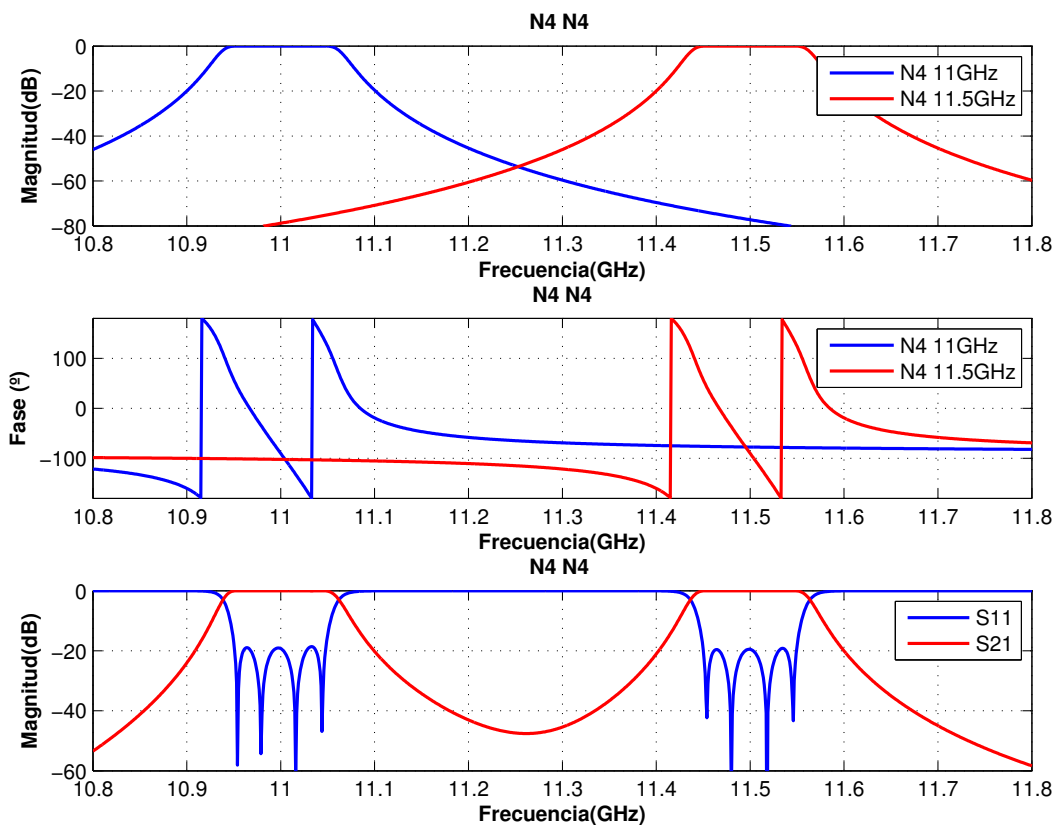 N4 N4
Magnitud(dB)
0
−20
−40
−60
−80
N4 11GHz
N4 11.5GHz
10.8 10.9 11 11.1 11.2 11.3 11.4 11.5 11.6 11.7 11.8
Frecuencia(GHz)
N4 N4
Fase (º)
100
0
−100
N4 11GHz
N4 11.5GHz
10.8 10.9 11 11.1 11.2 11.3 11.4 11.5 11.6 11.7 11.8
Frecuencia(GHz)
N4 N4
Magnitud(dB)
0
−20
−40
−60
S11
S21
10.8 10.9 11 11.1 11.2 11.3 11.4 11.5 11.6 11.7 11.8
Frecuencia(GHz)